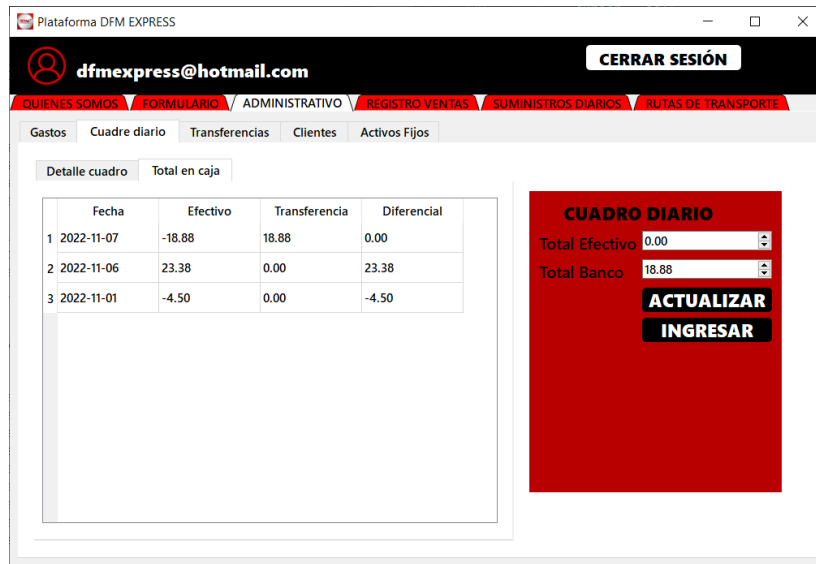 Plataforma DFM EXPRESS
dfmexpress@hotmail.com
CERRAR SESIÓN
QUIENES SOMOS FORMULARIO ADMINISTRATIVO REGISTRO VENTAS SUMINISTROS DIARIOS RUTAS DE TRANSPORTE
Gastos Cuadre diario Transferencias Clientes Activos Fijos
Detalle cuadro Total en caja
Fecha Efectivo Transferencia Diferencial
1 2022-11-07 -18.88 18.88 0.00
2 2022-11-06 23.38 0.00 23.38
3 2022-11-01 -4.50 0.00 -4.50
CUADRO DIARIO
Total Efectivo 0.00
Total Banco 18.88
ACTUALIZAR
INGRESAR